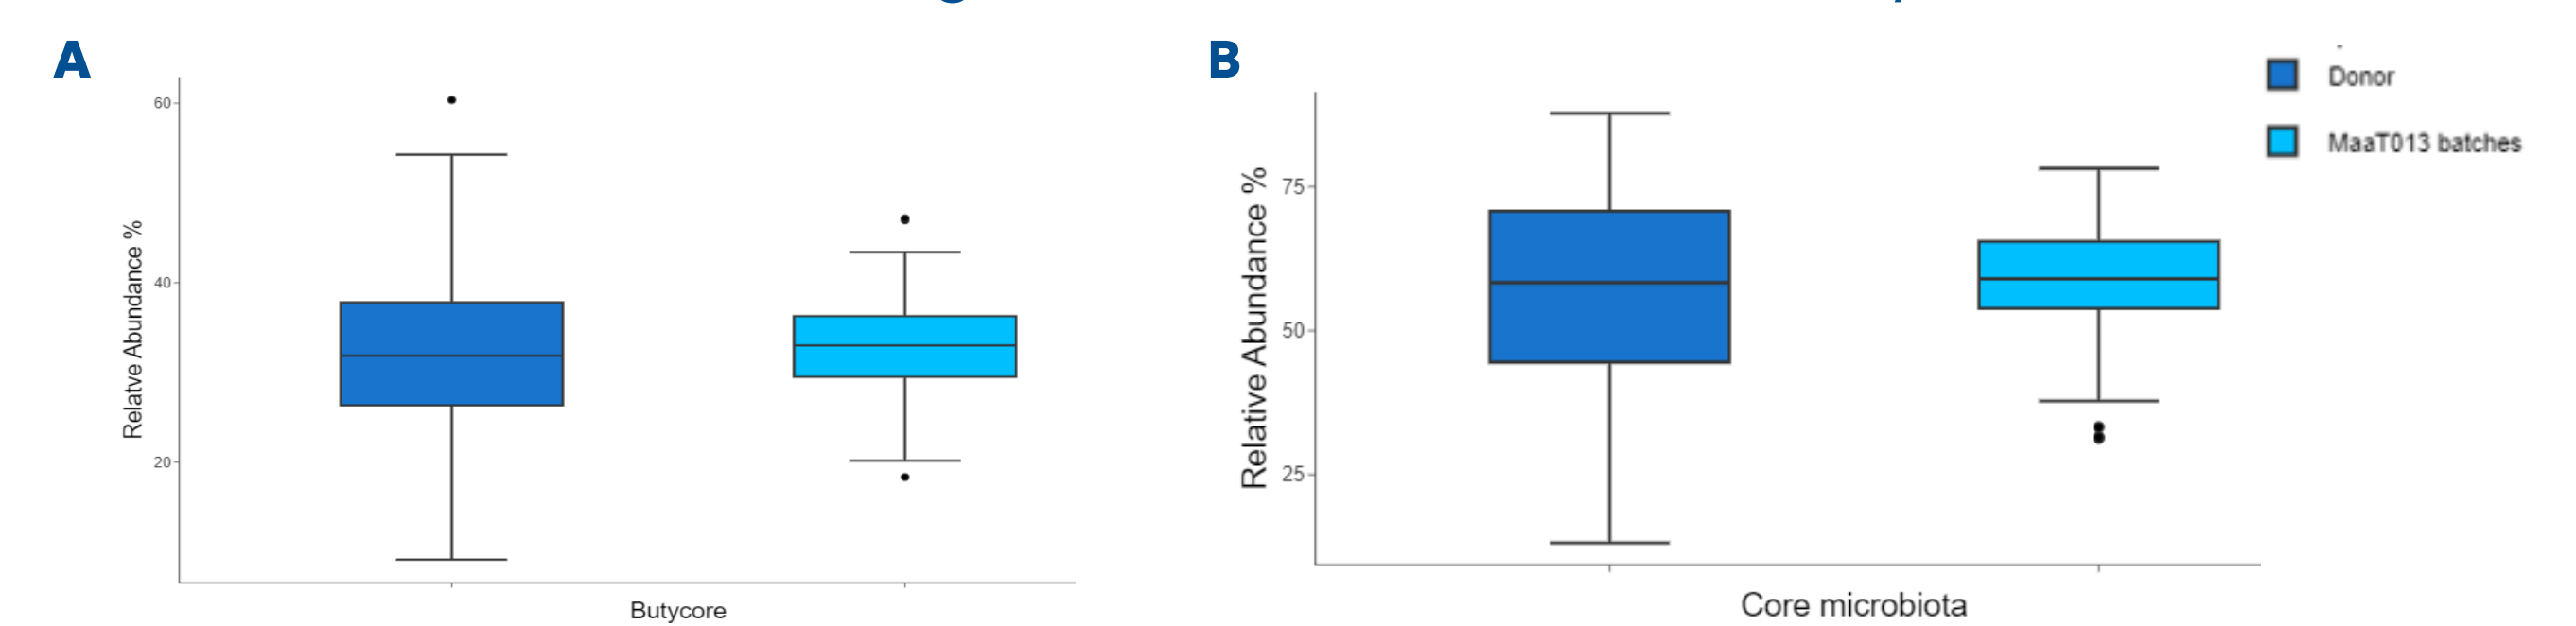 A
Relatve Abundance %
60
40
20
Butycore
B
Relative Abundance %
75
50
25
Core microbiota
Donor
MaaT013 batches